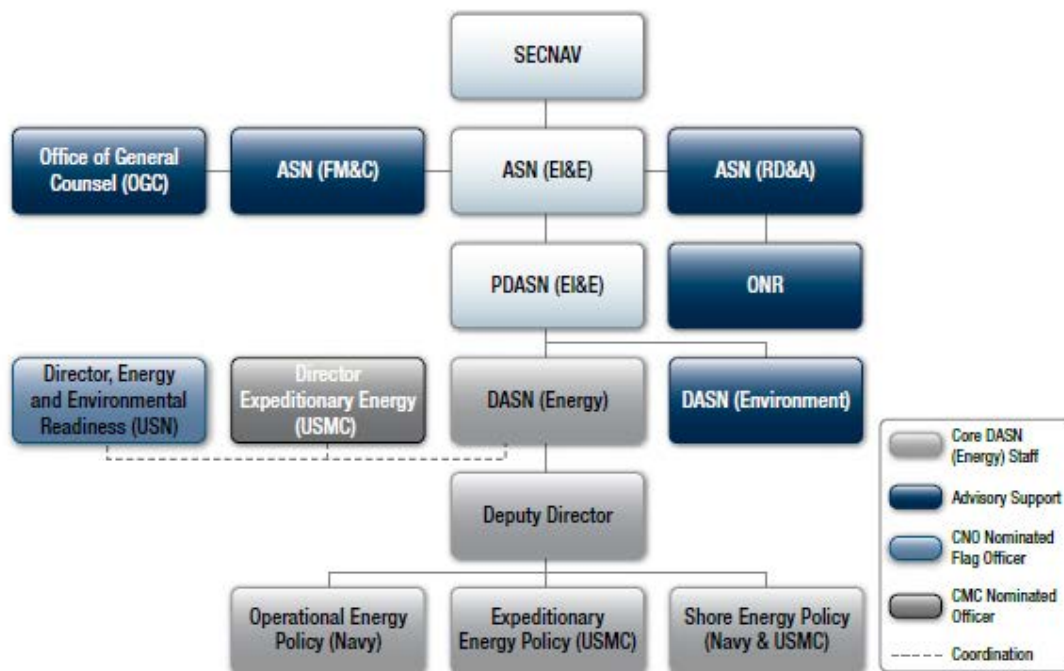 SECNAV
Office of General
Counsel (OGC)
ASN (FM&C)
ASN (EI&E)
ASN (RD&A)
PDASN (EI&E)
ONR
Director, Energy
and Environmental
Readiness (USN)
Director
Expeditionary Energy
(USMC)
DASN (Energy)
DASN (Environment)
Deputy Director
Operational Energy
Policy (Navy)
Expeditionary
Energy Policy (USMC)
Shore Energy Policy
(Navy & USMC)
Core DASN
(Energy) Staff
Advisory Support
CNO Nominated
Flag Officer
CMC Nominated
Officer
Coordination